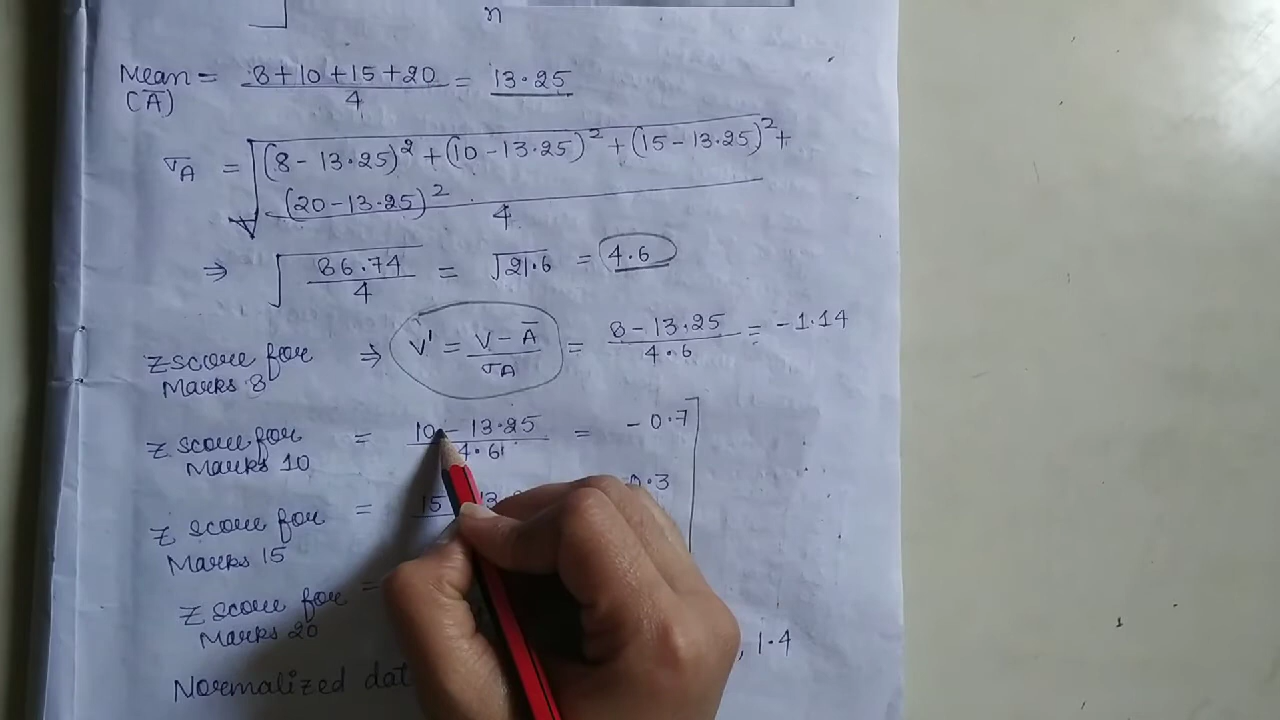 n
Mean = 8+10+15+20 / 4 = 13.25
(Ā)
σA = √(8-13.25)² + (10-13.25)² + (15-13.25)² +
(20-13.25)² / 4
⇒ √86.74 / 4 = √21.6 = 4.6
Z score for Marks 8 ⇒ V' = V - Ā / σA = 8-13.25 / 4.6 = -1.14
Z score for Marks 10 = 10-13.25 / 4.61 = -0.7
Z score for Marks 15 = 15 0.3
Z score for Marks 20 =
Normalized , 1.4